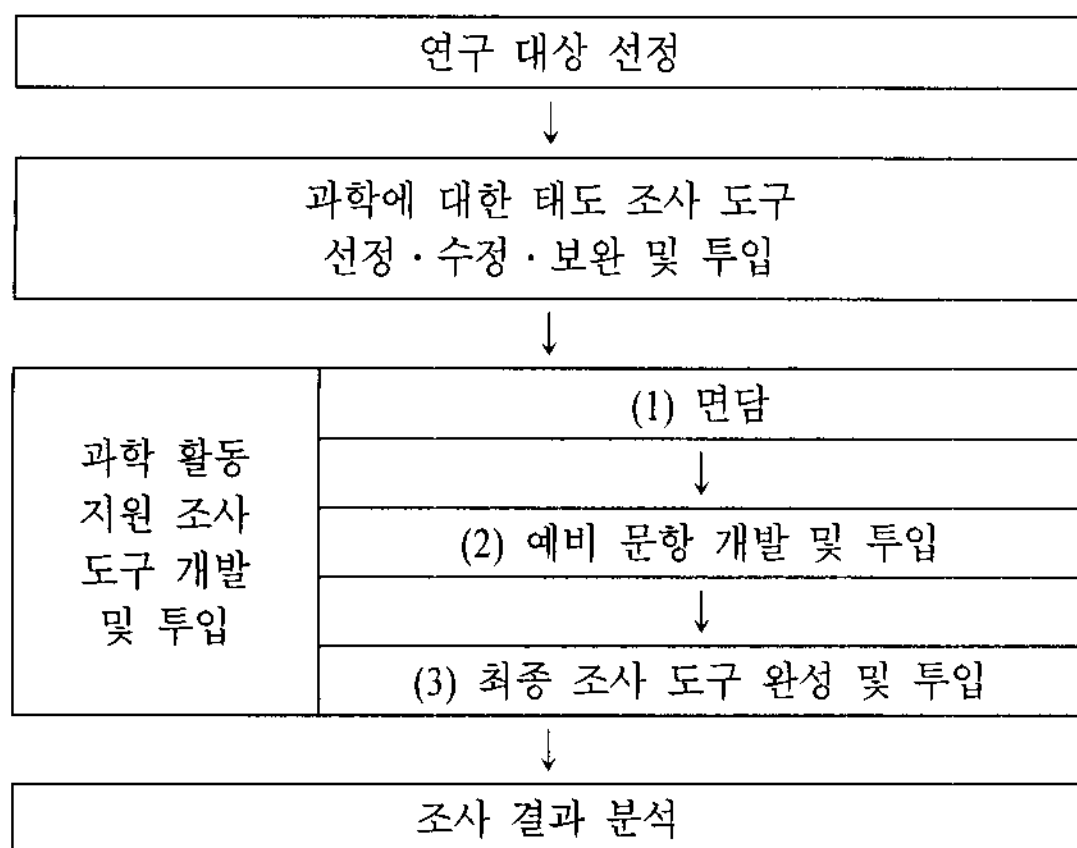 연구 대상 선정
↓
과학에 대한 태도 조사 도구
선정 · 수정 · 보완 및 투입
↓
과학 활동
지원 조사
도구 개발
및 투입
(1) 면담
↓
(2) 예비 문항 개발 및 투입
↓
(3) 최종 조사 도구 완성 및 투입
↓
조사 결과 분석